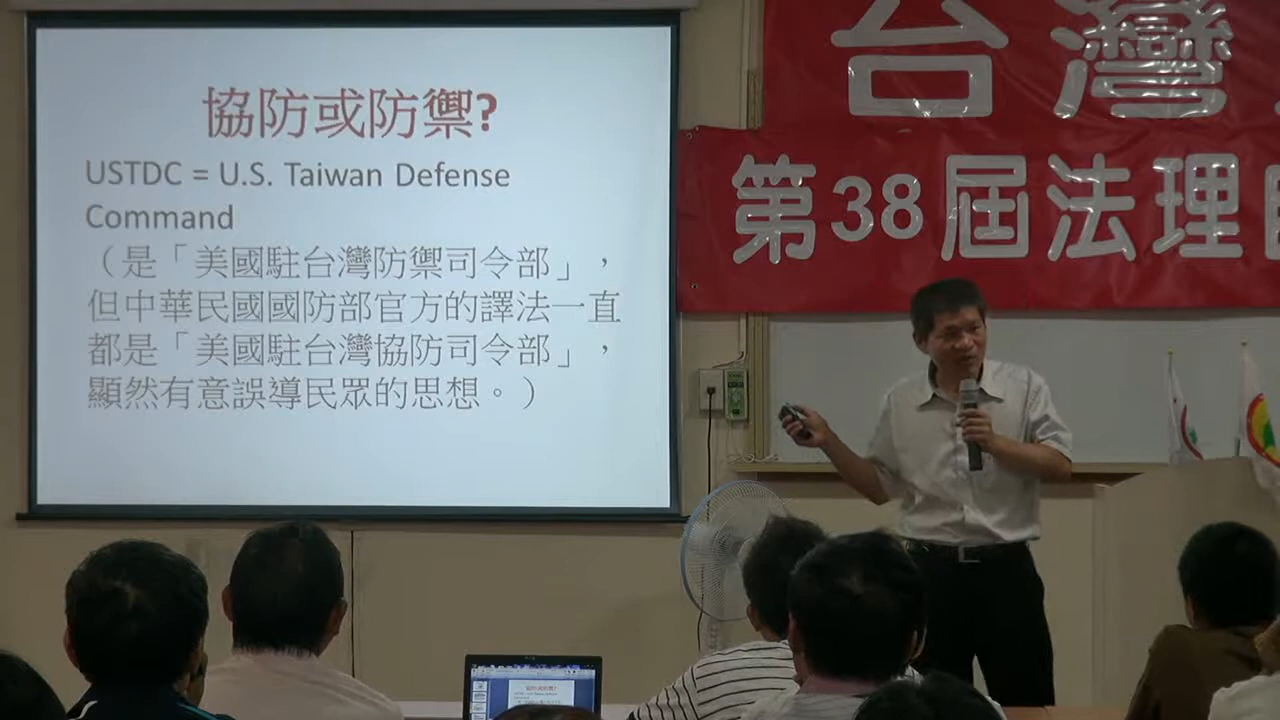 協防或防禦?
USTDC = U.S. Taiwan Defense
Command
（是「美國駐台灣防禦司令部」，
但中華民國國防部官方的譯法一直
都是「美國駐台灣協防司令部」，
顯然有意誤導民眾的思想。）
台灣
第38屆法理